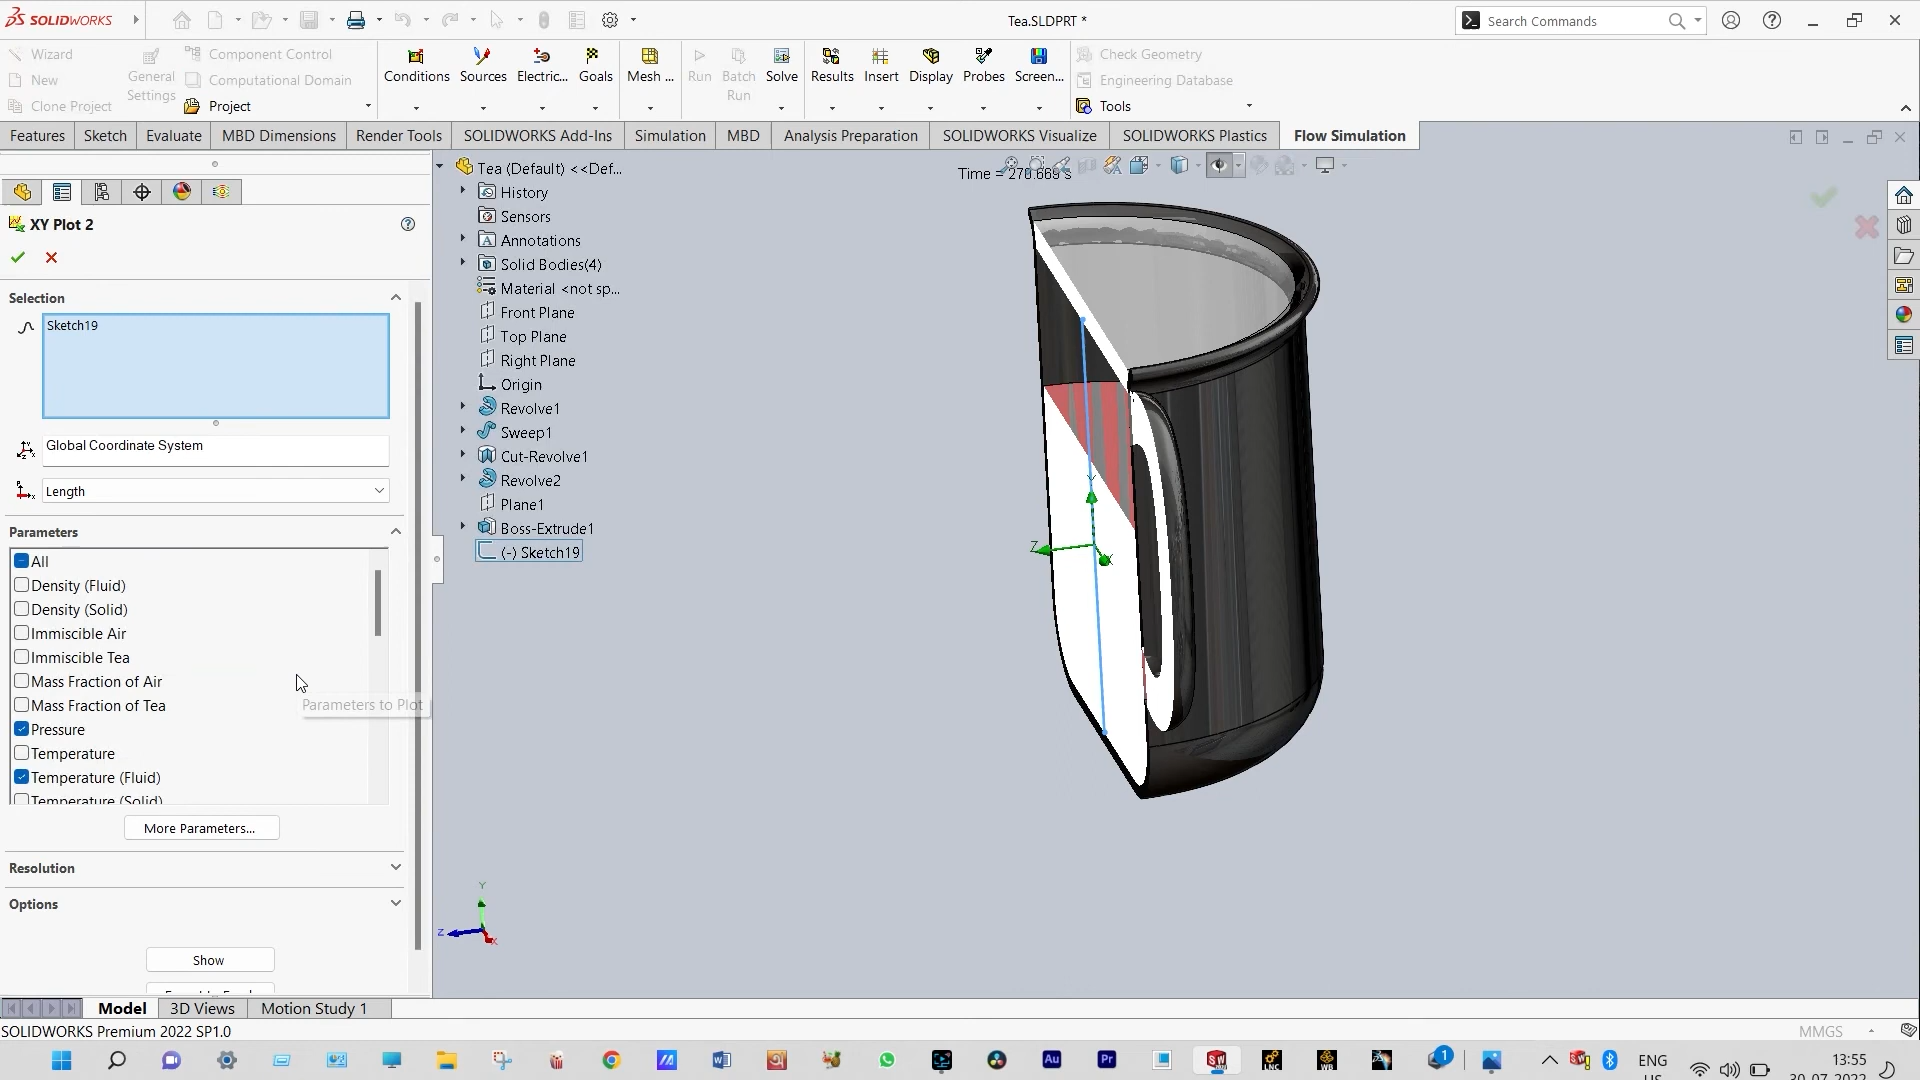 SOLIDWORKS
Tea.SLDPRT *
Search Commands
Wizard
New
Clone Project
General
Settings
Component Control
Computational Domain
Project
Conditions
Sources
Electric...
Goals
Mesh ...
Run
Batch
Run
Solve
Results
Insert
Display
Probes
Screen...
Check Geometry
Engineering Database
Tools
Features
Sketch
Evaluate
MBD Dimensions
Render Tools
SOLIDWORKS Add-Ins
Simulation
MBD
Analysis Preparation
SOLIDWORKS Visualize
SOLIDWORKS Plastics
Flow Simulation
XY Plot 2
Selection
Sketch19
Global Coordinate System
Length
Parameters
All
Density (Fluid)
Density (Solid)
Immiscible Air
Immiscible Tea
Mass Fraction of Air
Mass Fraction of Tea
Pressure
Temperature
Temperature (Fluid)
Temperature (Solid)
Parameters to Plot
More Parameters...
Resolution
Options
Show
Tea (Default) <<Def...
History
Sensors
Annotations
Solid Bodies(4)
Material <not sp...
Front Plane
Top Plane
Right Plane
Origin
Revolve1
Sweep1
Cut-Revolve1
Revolve2
Plane1
Boss-Extrude1
(-) Sketch19
Time = 270.669 s
Y
Z
X
Y
Z
X
Model
3D Views
Motion Study 1
SOLIDWORKS Premium 2022 SP1.0
MMGS
ENG
13:55
30-07-2022